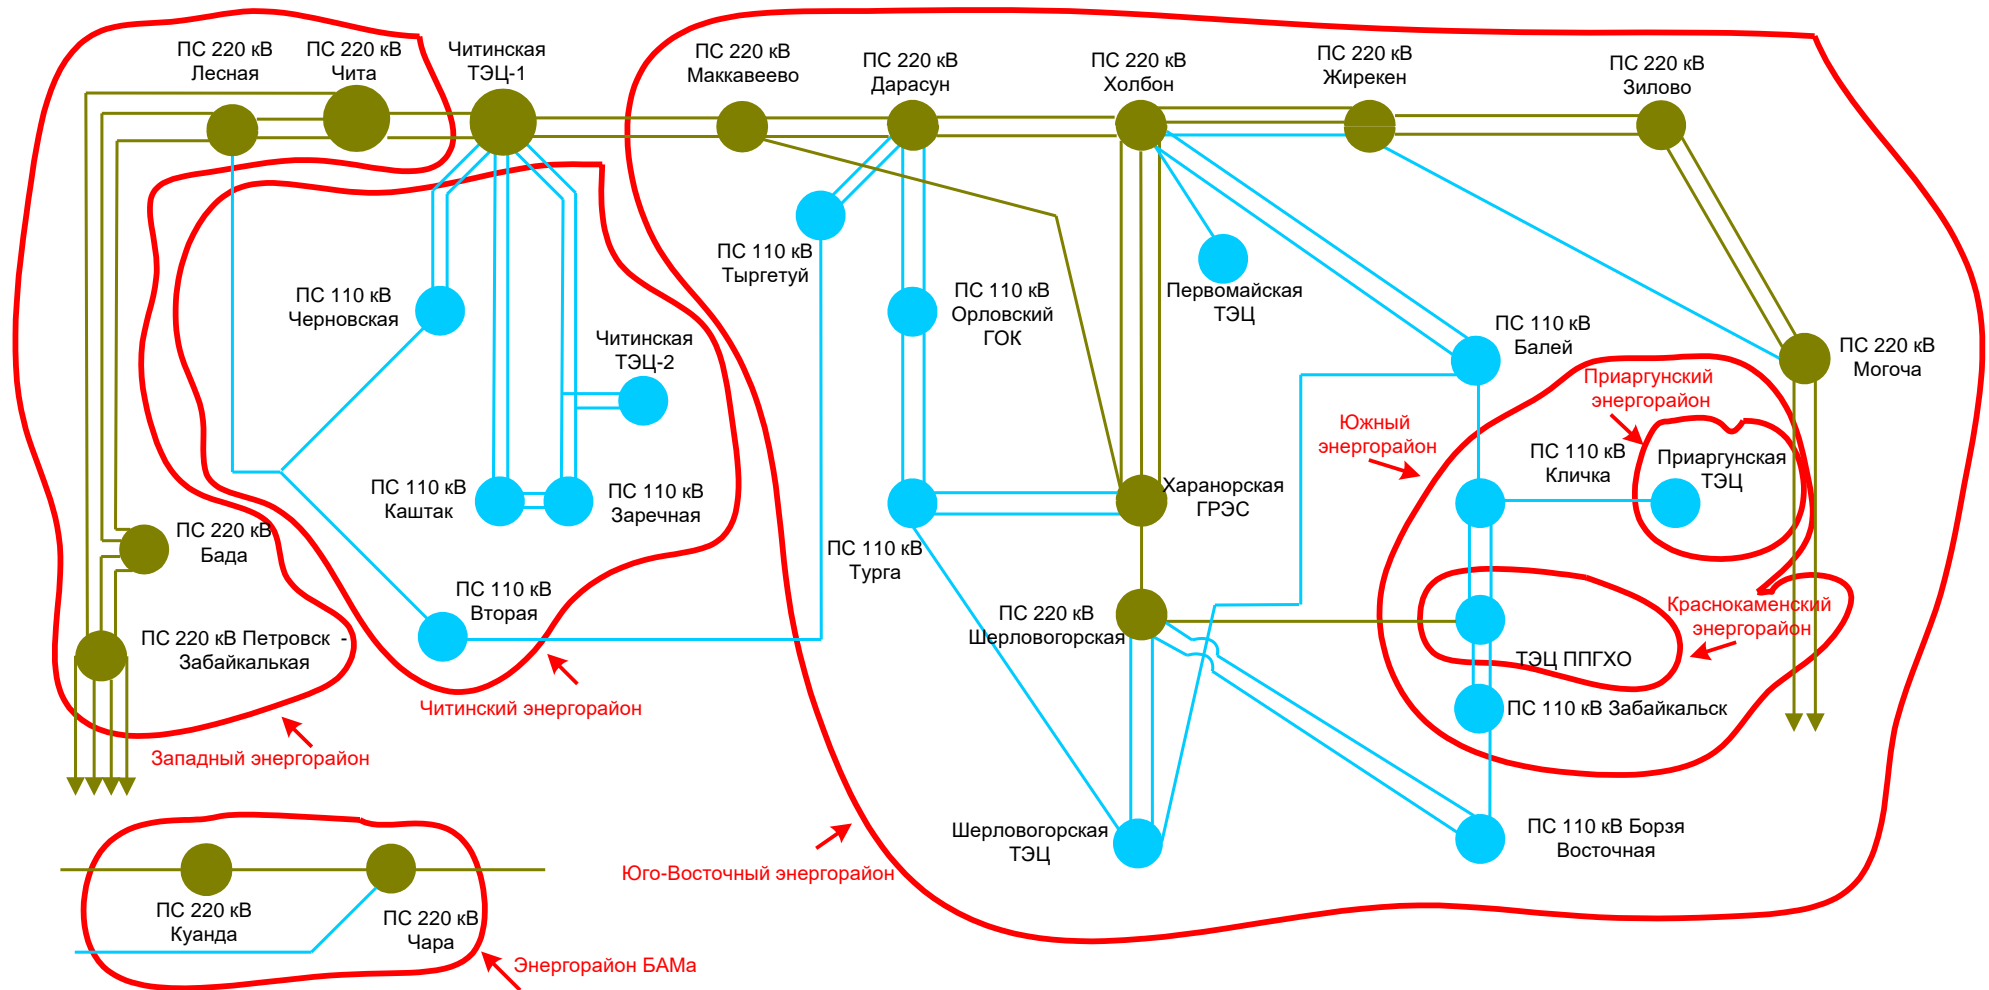 ПС 220 кВ
Лесная
ПС 220 кВ
Чита
Читинская
ТЭЦ-1
ПС 220 кВ
Маккавеево
ПС 220 кВ
Дарасун
ПС 220 кВ
Холбон
ПС 220 кВ
Жирекен
ПС 220 кВ
Зилово
ПС 110 кВ
Тыргетуй
ПС 110 кВ
Черновская
ПС 110 кВ
Орловский
ГОК
Первомайская
ТЭЦ
Читинская
ТЭЦ-2
ПС 110 кВ
Балей
ПС 220 кВ
Могоча
Приаргунский
энергорайон
Южный
энергорайон
ПС 110 кВ
Кличка
Приаргунская
ТЭЦ
ПС 110 кВ
Каштак
ПС 110 кВ
Заречная
Харанорская
ГРЭС
ПС 220 кВ
Бада
ПС 110 кВ
Турга
ПС 110 кВ
Вторая
ПС 220 кВ
Шерловогорская
Краснокаменский
энергорайон
ПС 220 кВ Петровск -
Забайкалькая
ТЭЦ ППГХО
Читинский энергорайон
ПС 110 кВ Забайкальск
Западный энергорайон
Шерловогорская
ТЭЦ
ПС 110 кВ Борзя
Восточная
Юго-Восточный энергорайон
ПС 220 кВ
Куанда
ПС 220 кВ
Чара
Энергорайон БАМа